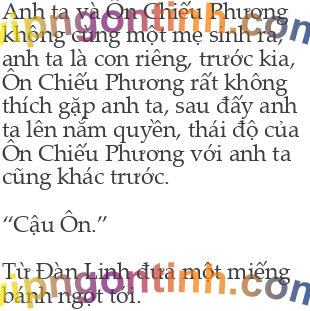 Anh ta và Ôn Chiếu Phương
không cùng một mẹ sinh ra,
anh ta là con riêng, trước kia,
Ôn Chiếu Phương rất không
thích gặp anh ta, sau đấy anh
ta lên nắm quyền, thái độ của
Ôn Chiếu Phương với anh ta
cũng khác trước.
“Cậu Ôn.”
Từ Đàn Linh đưa một miếng
bánh ngọt tới.
vipngontinh.com
vipngontinh.com